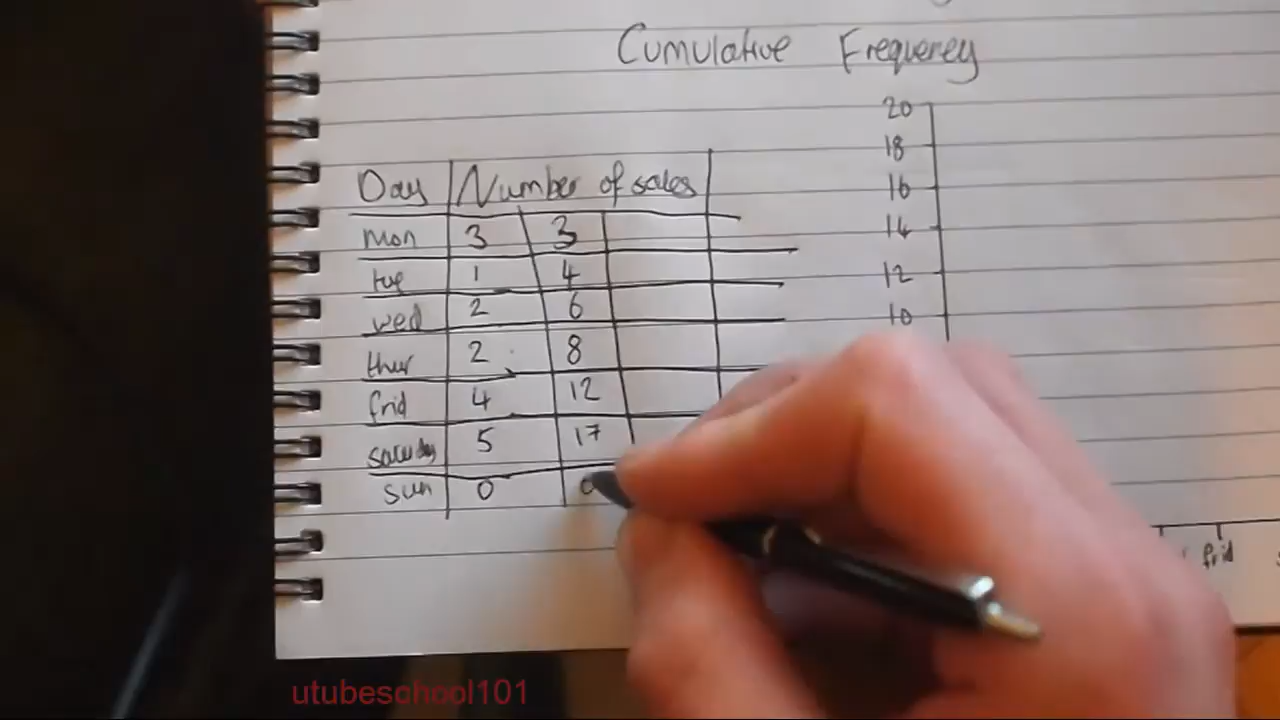 Cumulative Frequency
Day Number of sales
mon 3 3
tue 1 4
wed 2 6
thur 2 8
frid 4 12
5 17
sun 0 0
20
18
16
14
12
10
frid
utubeschool101